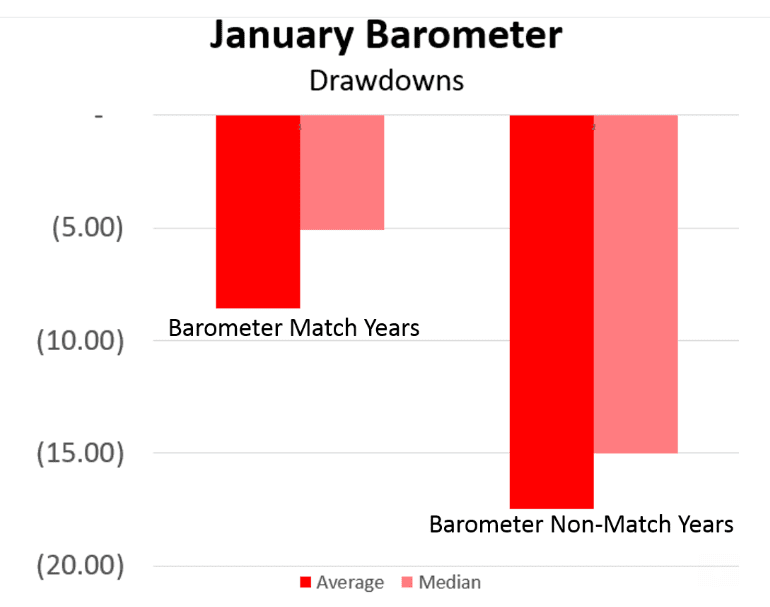 January Barometer
Drawdowns
-
(5.00)
(10.00)
(15.00)
(20.00)
Barometer Match Years
Barometer Non-Match Years
Average Median